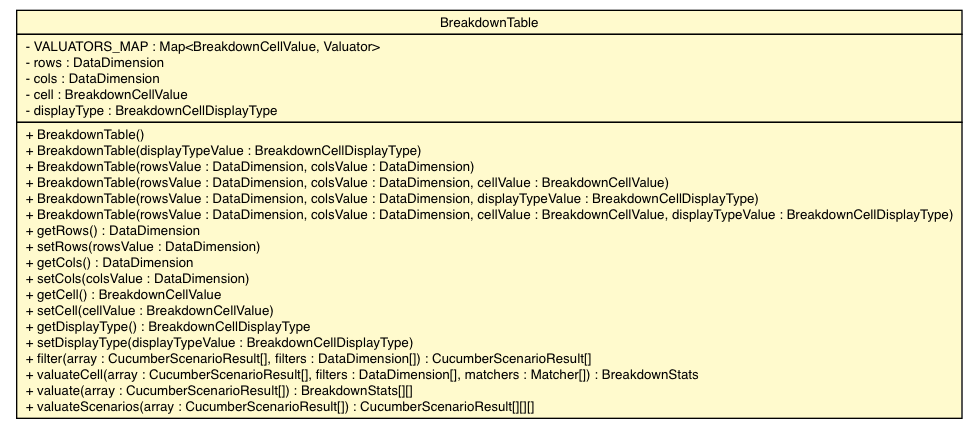 BreakdownTable
- VALUATORS_MAP : Map<BreakdownCellValue, Valuator>
- rows : DataDimension
- cols : DataDimension
- cell : BreakdownCellValue
- displayType : BreakdownCellDisplayType
+ BreakdownTable()
+ BreakdownTable(displayTypeValue : BreakdownCellDisplayType)
+ BreakdownTable(rowsValue : DataDimension, colsValue : DataDimension)
+ BreakdownTable(rowsValue : DataDimension, colsValue : DataDimension, cellValue : BreakdownCellValue)
+ BreakdownTable(rowsValue : DataDimension, colsValue : DataDimension, displayTypeValue : BreakdownCellDisplayType)
+ BreakdownTable(rowsValue : DataDimension, colsValue : DataDimension, cellValue : BreakdownCellValue, displayTypeValue : BreakdownCellDisplayType)
+ getRows() : DataDimension
+ setRows(rowsValue : DataDimension)
+ getCols() : DataDimension
+ setCols(colsValue : DataDimension)
+ getCell() : BreakdownCellValue
+ setCell(cellValue : BreakdownCellValue)
+ getDisplayType() : BreakdownCellDisplayType
+ setDisplayType(displayTypeValue : BreakdownCellDisplayType)
+ filter(array : CucumberScenarioResult[], filters : DataDimension[]) : CucumberScenarioResult[]
+ valuateCell(array : CucumberScenarioResult[], filters : DataDimension[], matchers : Matcher[]) : BreakdownStats
+ valuate(array : CucumberScenarioResult[]) : BreakdownStats[][]
+ valuateScenarios(array : CucumberScenarioResult[]) : CucumberScenarioResult[][][]